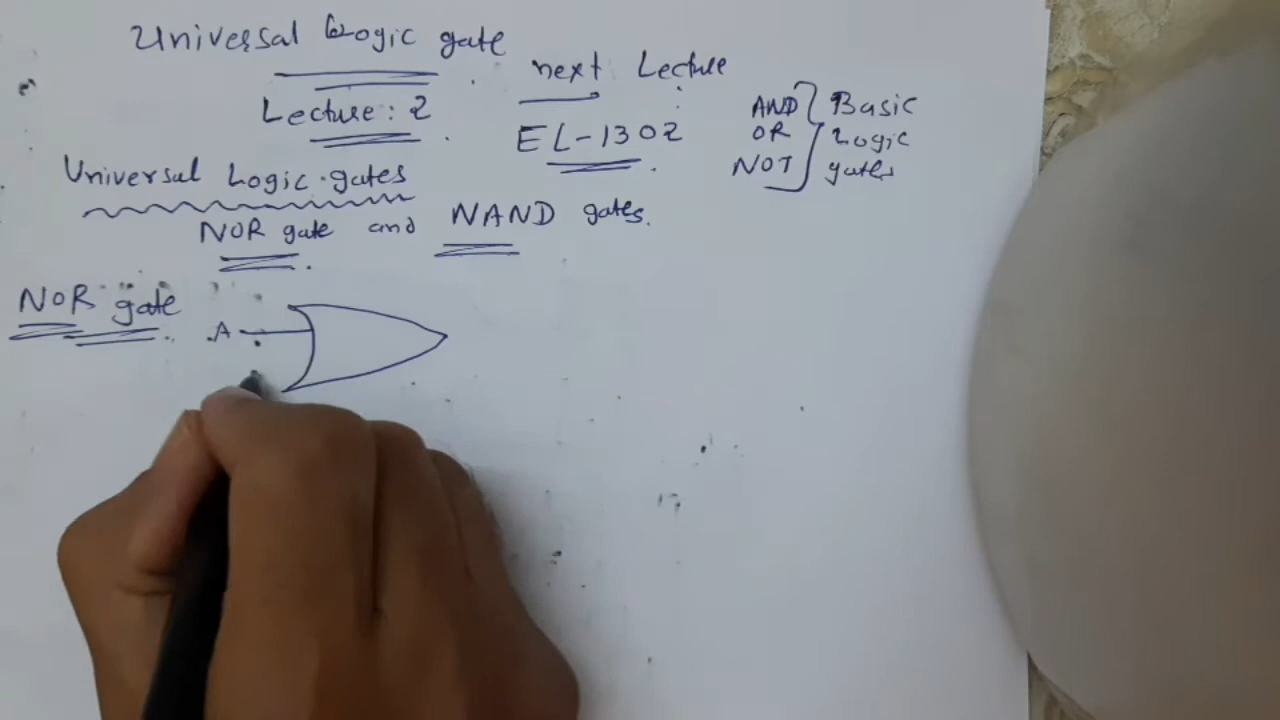 Universal Logic gate
next Lecture
Lecture: 2
EL-1302
AND
OR
NOT
Basic
Logic
gates
Universal Logic gates
NOR gate and NAND gates.
NOR gate
A